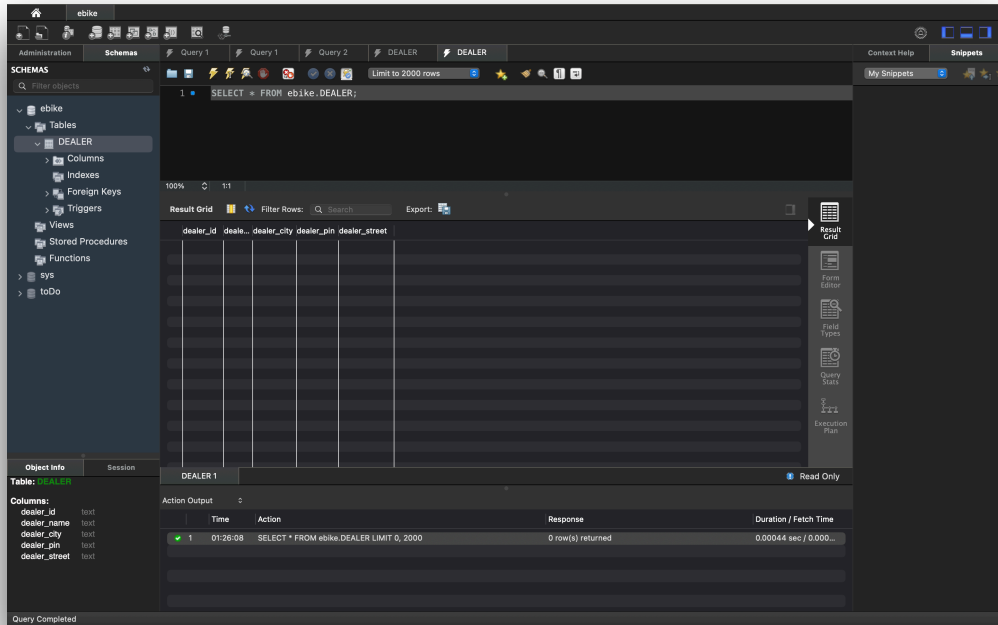 ebike
Administration
Schemas
Query 1
Query 1
Query 2
DEALER
DEALER
Context Help
Snippets
SCHEMAS
Filter objects
Limit to 2000 rows
My Snippets
1
SELECT * FROM ebike.DEALER;
ebike
Tables
DEALER
Columns
Indexes
Foreign Keys
Triggers
Views
Stored Procedures
Functions
sys
toDo
100%
1:1
Result Grid
Filter Rows:
Search
Export:
dealer_id
deale...
dealer_city
dealer_pin
dealer_street
Result
Grid
Form
Editor
Field
Types
Query
Stats
Execution
Plan
Object Info
Session
Table: DEALER
Columns:
dealer_id text
dealer_name text
dealer_city text
dealer_pin text
dealer_street text
DEALER 1
Read Only
Action Output
Time
Action
Response
Duration / Fetch Time
1
01:26:08
SELECT * FROM ebike.DEALER LIMIT 0, 2000
0 row(s) returned
0.00044 sec / 0.000...
Query Completed